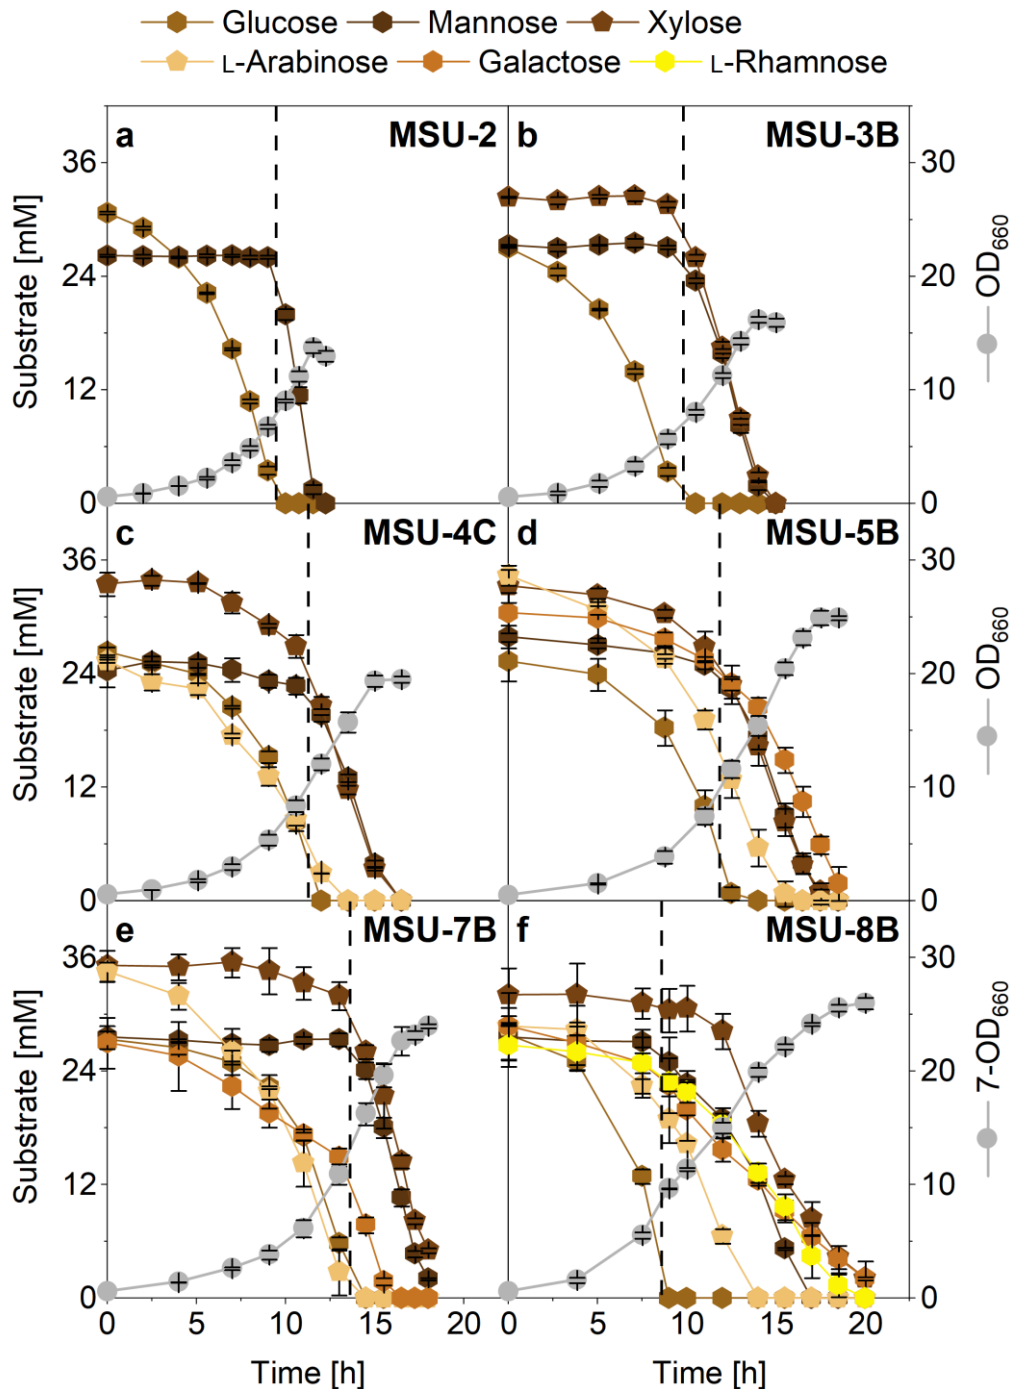 Glucose Mannose Xylose
L-Arabinose Galactose L-Rhamnose
a MSU-2 b MSU-3B
36 30
24 20
12 10
0 0
Substrate [mM]
OD660
c MSU-4C d MSU-5B
36 30
24 20
12 10
0 0
Substrate [mM]
OD660
e MSU-7B f MSU-8B
36 30
24 20
12 10
0 0
Substrate [mM]
7-OD660
0 5 10 15 20 0 5 10 15 20
Time [h] Time [h]